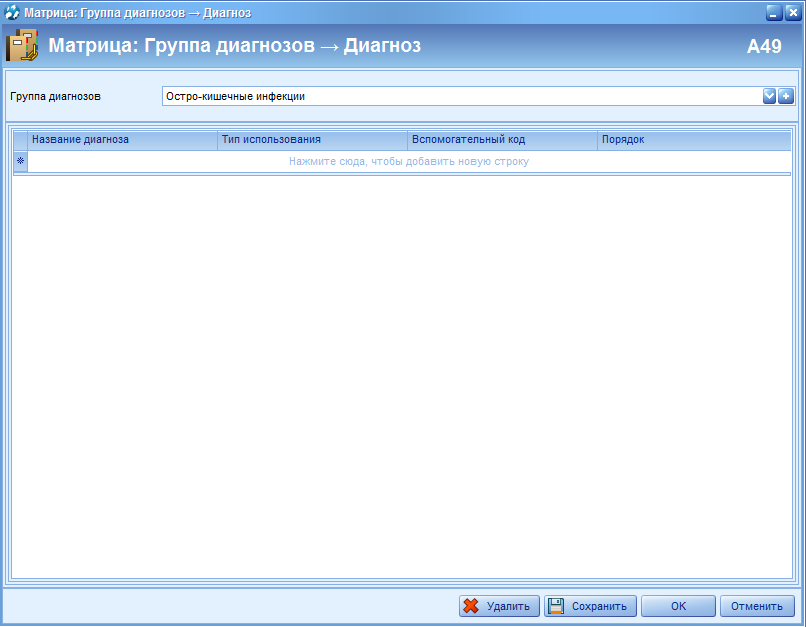 Матрица: Группа диагнозов → Диагноз
Матрица: Группа диагнозов → Диагноз A49
Группа диагнозов Остро-кишечные инфекции
Название диагноза Тип использования Вспомогательный код Порядок
Нажмите сюда, чтобы добавить новую строку
Удалить Сохранить OK Отменить